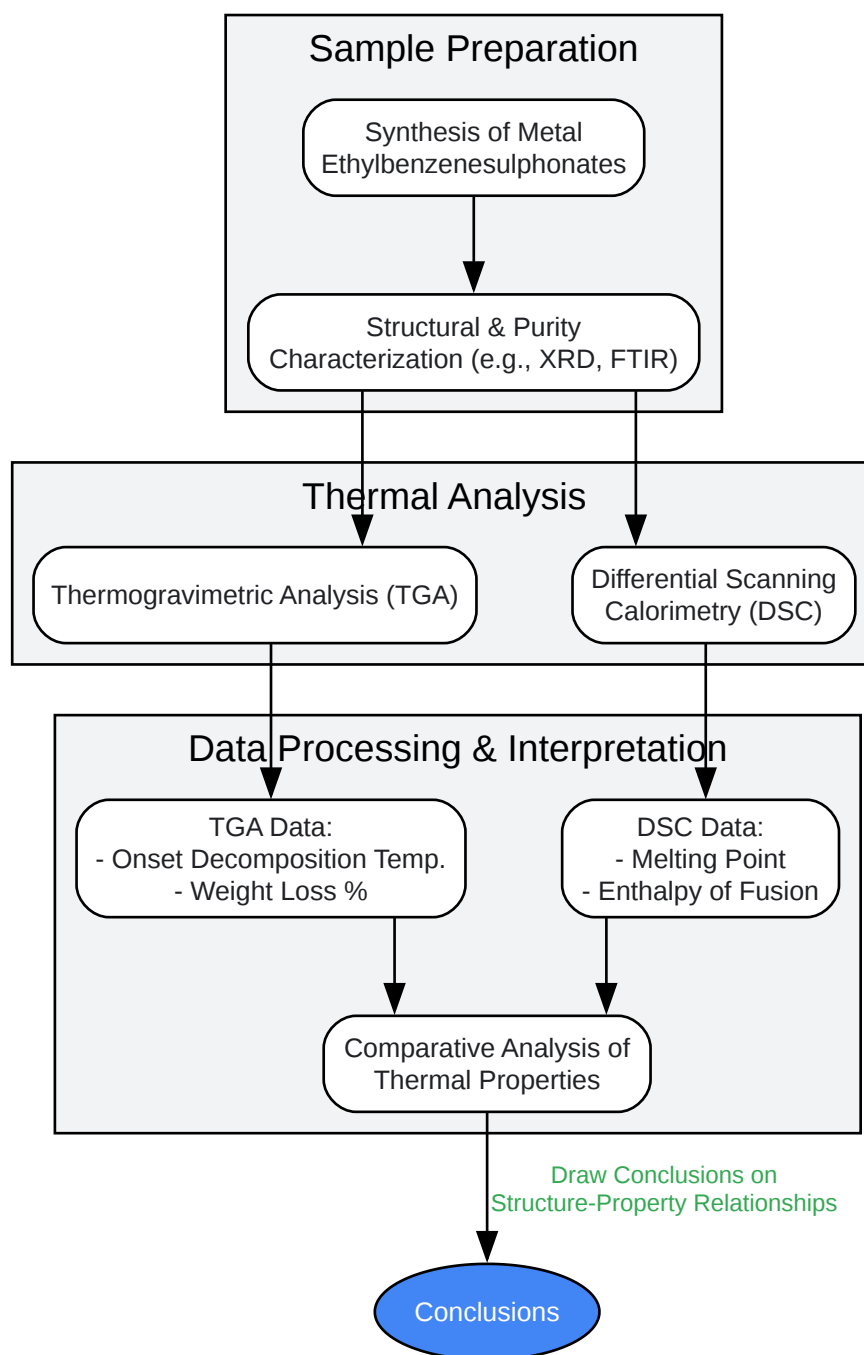 Sample Preparation
Synthesis of Metal
Ethylbenzenesulphonates
Structural & Purity
Characterization (e.g., XRD, FTIR)
Thermal Analysis
Thermogravimetric Analysis (TGA)
Differential Scanning
Calorimetry (DSC)
Data Processing & Interpretation
TGA Data:
- Onset Decomposition Temp.
- Weight Loss %
DSC Data:
- Melting Point
- Enthalpy of Fusion
Comparative Analysis of
Thermal Properties
Draw Conclusions on
Structure-Property Relationships
Conclusions